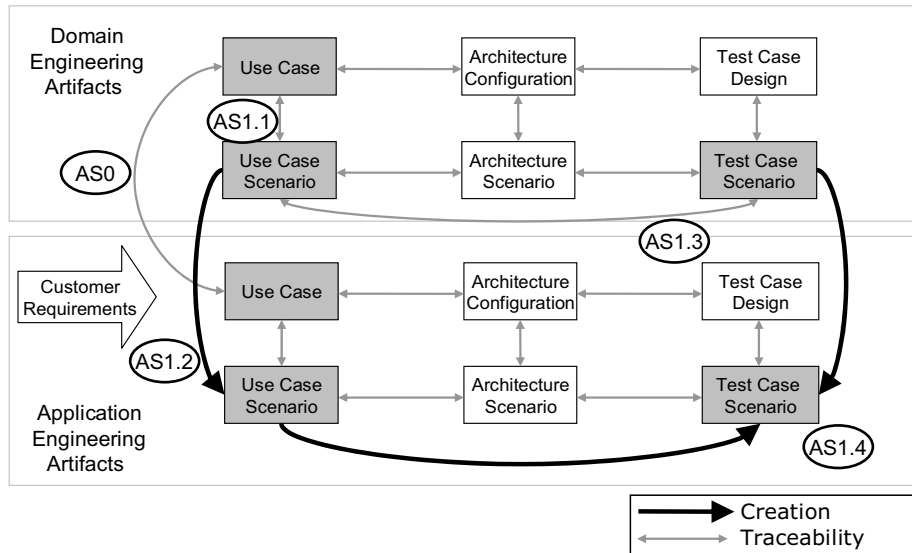 Domain
Engineering
Artifacts
Use Case
Architecture
Configuration
Test Case
Design
AS1.1
AS0
Use Case
Scenario
Architecture
Scenario
Test Case
Scenario
AS1.3
Customer
Requirements
Use Case
Architecture
Configuration
Test Case
Design
AS1.2
Use Case
Scenario
Architecture
Scenario
Test Case
Scenario
Application
Engineering
Artifacts
AS1.4
Creation
Traceability